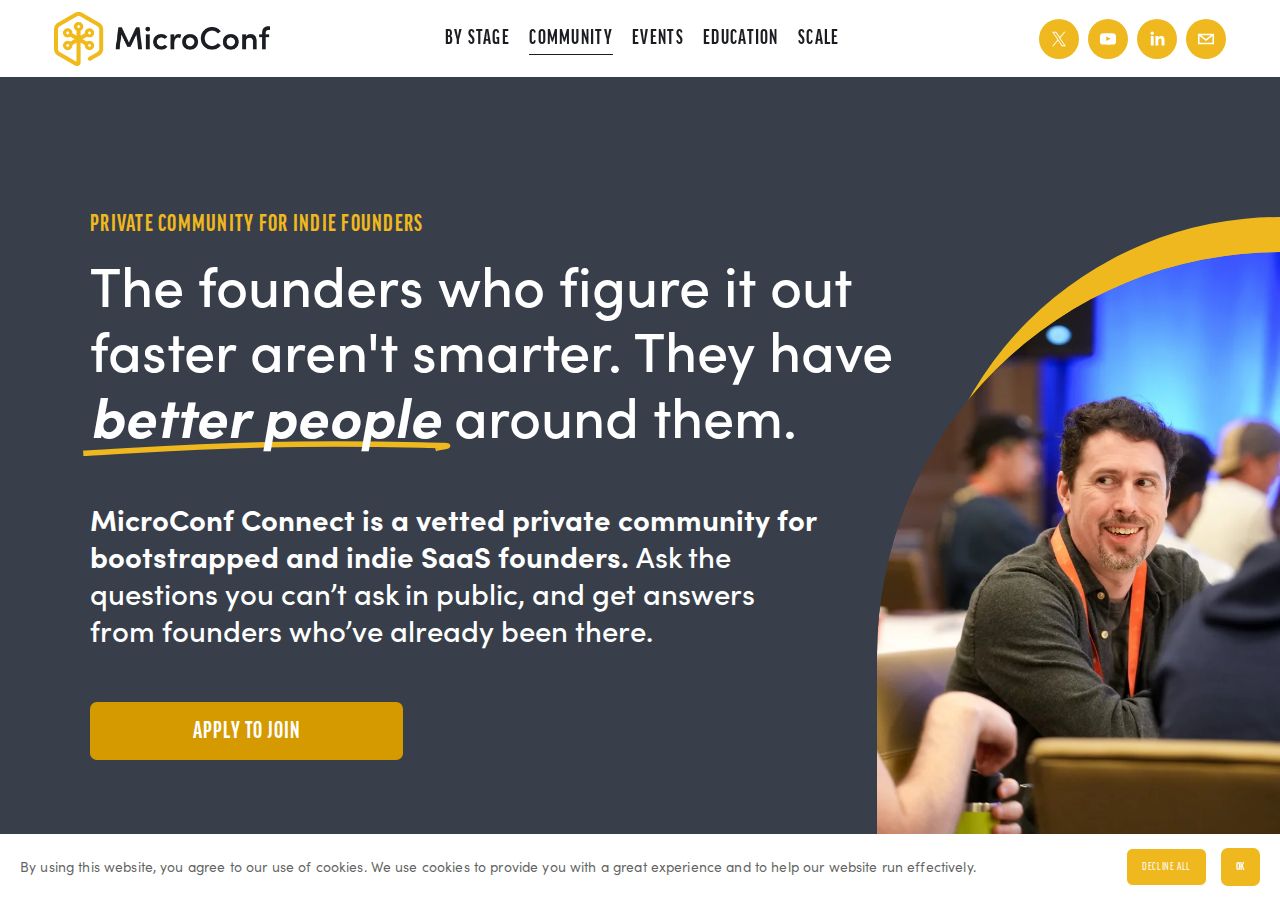 MicroConf
BY STAGE COMMUNITY EVENTS EDUCATION SCALE
PRIVATE COMMUNITY FOR INDIE FOUNDERS
The founders who figure it out
faster aren't smarter. They have
better people around them.
MicroConf Connect is a vetted private community for
bootstrapped and indie SaaS founders. Ask the
questions you can’t ask in public, and get answers
from founders who’ve already been there.
APPLY TO JOIN
By using this website, you agree to our use of cookies. We use cookies to provide you with a great experience and to help our website run effectively.
DECLINE ALL
OK